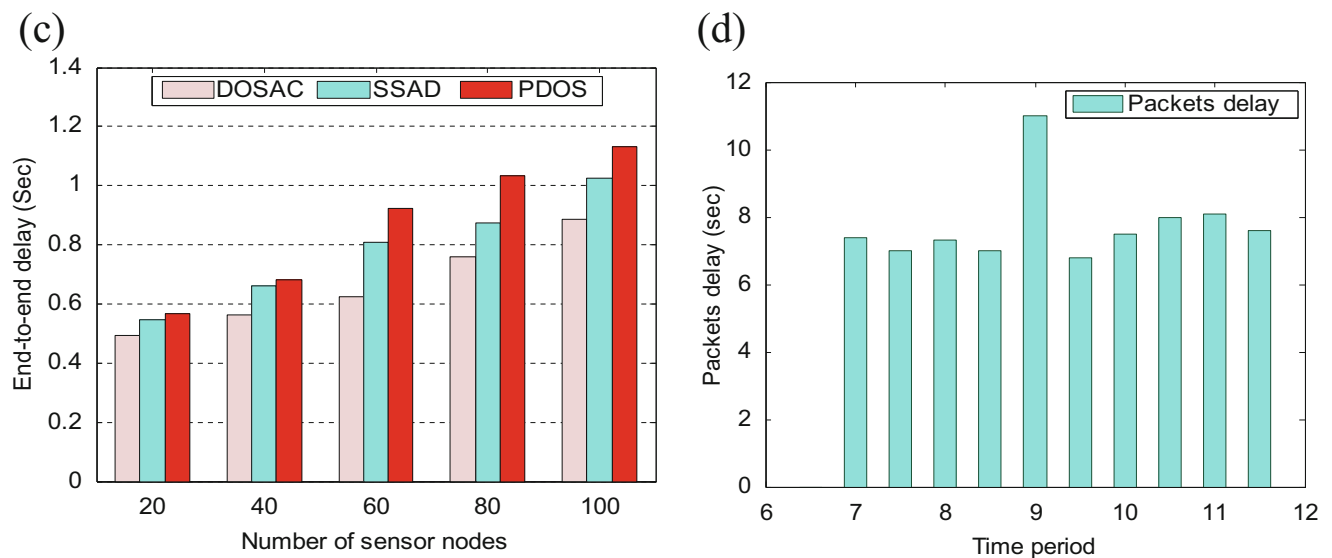 (c)
1.4
1.2
1
0.8
0.6
0.4
0.2
0
End-to-end delay (Sec)
DOSAC SSAD PDOS
20 40 60 80 100
Number of sensor nodes
(d)
12
10
8
6
4
2
0
Packets delay (sec)
Packets delay
6 7 8 9 10 11 12
Time period